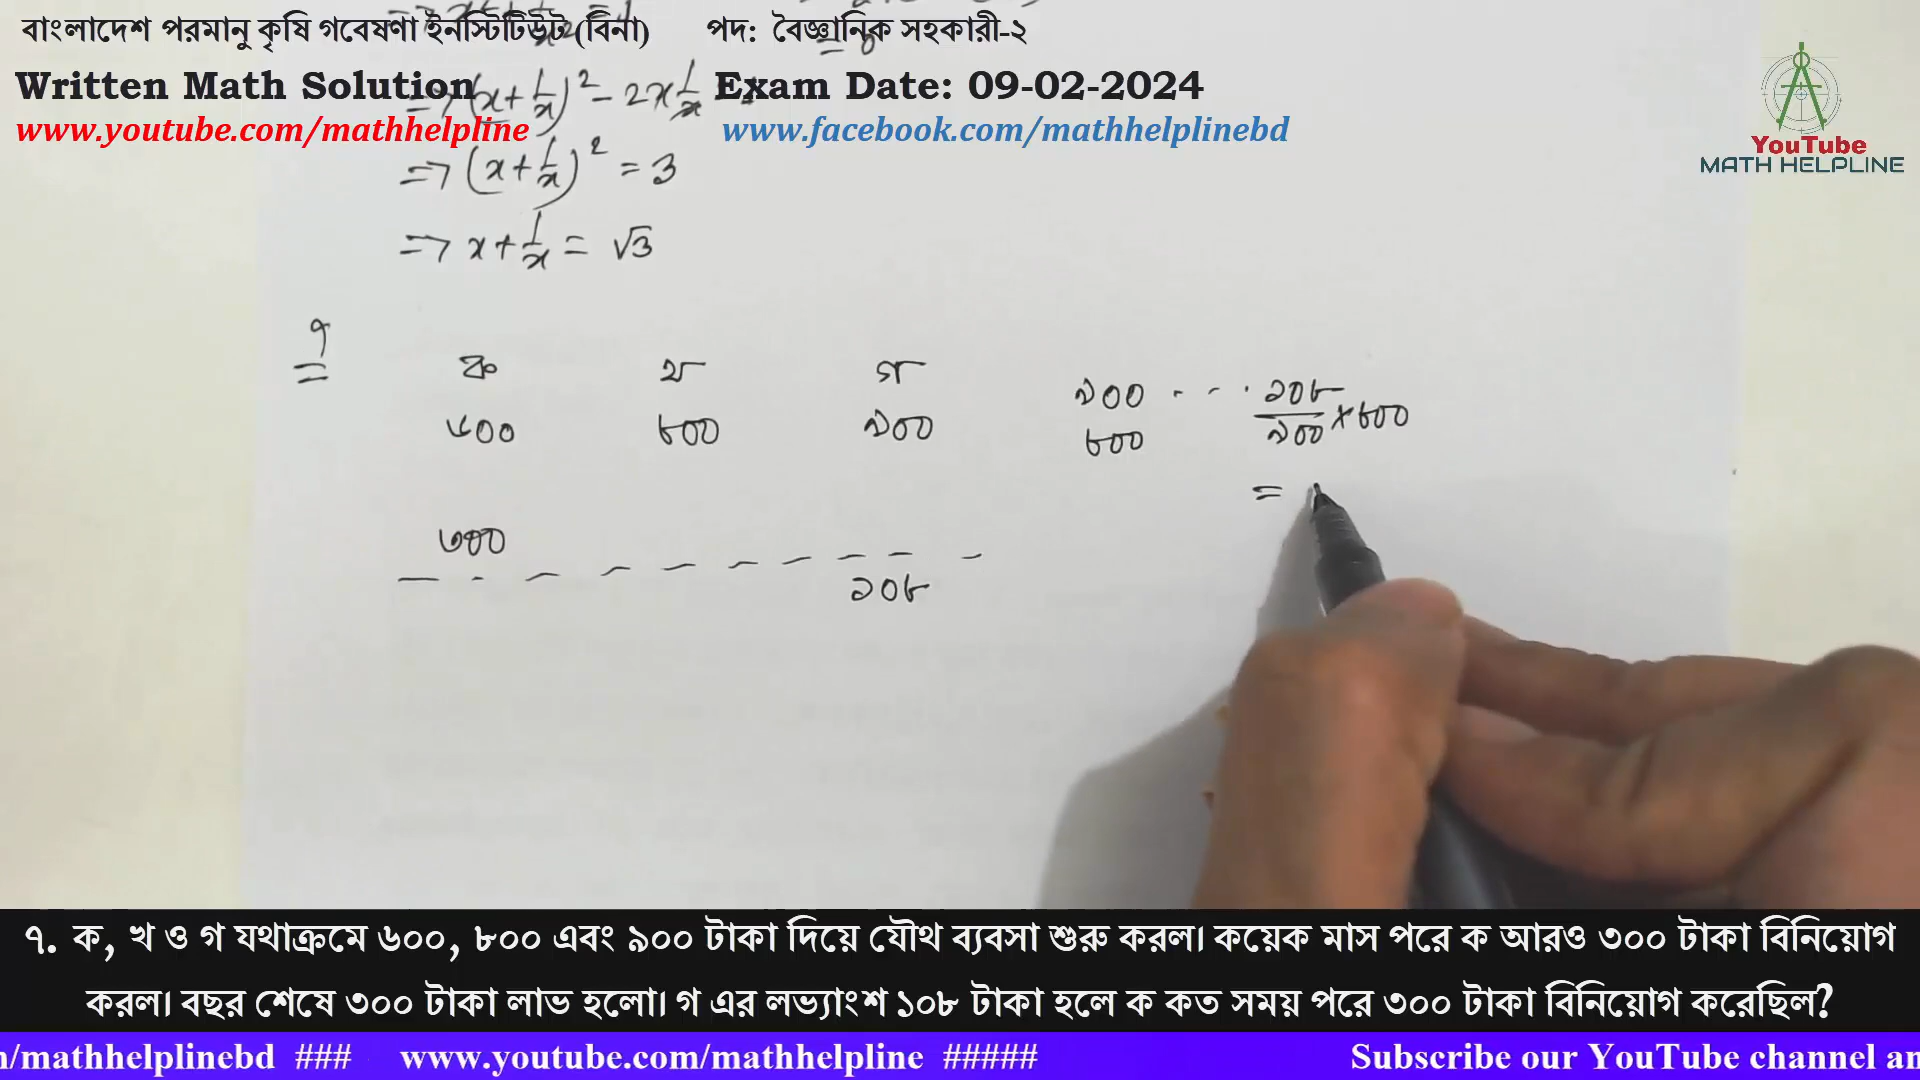 বাংলাদেশ পরমানু কৃষি গবেষণা ইনস্টিটিউট (বিনা) পদ: বৈজ্ঞানিক সহকারী-২
Written Math Solution Exam Date: 09-02-2024
www.youtube.com/mathhelpline www.facebook.com/mathhelplinebd
YouTube
MATH HELPLINE
=> (x + 1/x)² - 2x 1/x
=> (x + 1/x)² = 3
=> x + 1/x = √3
৭
ক খ গ
৬০০ ৮০০ ৯০০
৯০০ - - - ১০৮/৯০০ × ৮০০
৮০০
=
৩০০
১০৮
৭. ক, খ ও গ যথাক্রমে ৬০০, ৮০০ এবং ৯০০ টাকা দিয়ে যৌথ ব্যবসা শুরু করল। কয়েক মাস পরে ক আরও ৩০০ টাকা বিনিয়োগ
করল। বছর শেষে ৩০০ টাকা লাভ হলো। গ এর লভ্যাংশ ১০৮ টাকা হলে ক কত সময় পরে ৩০০ টাকা বিনিয়োগ করেছিল?
/mathhelplinebd ### www.youtube.com/mathhelpline ##### Subscribe our YouTube channel an